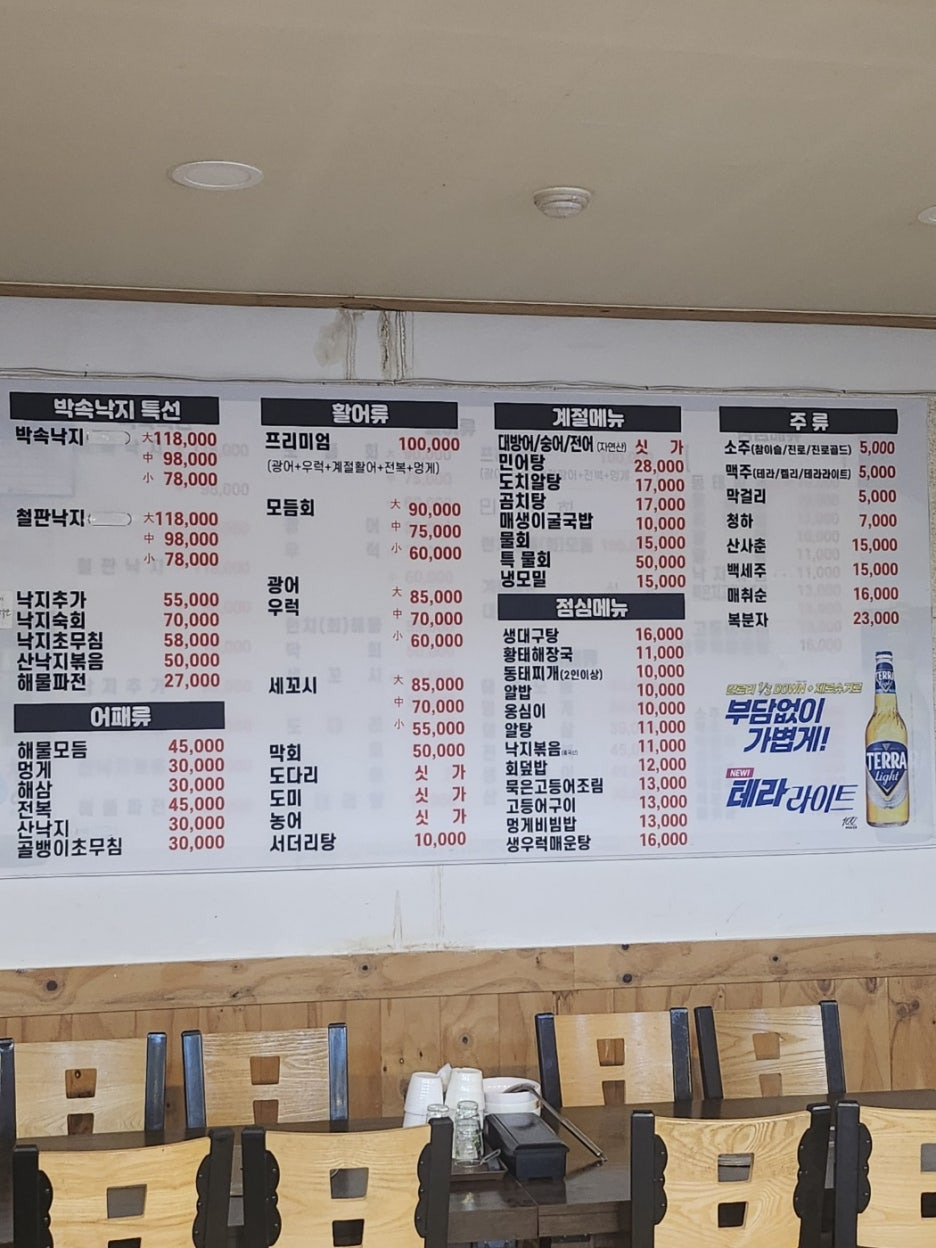 박속낙지 특선
박속낙지 大118,000
中 98,000
小 78,000
철판낙지 大118,000
中 98,000
小 78,000
낙지추가 55,000
낙지숙회 70,000
낙지초무침 58,000
산낙지볶음 50,000
해물파전 27,000
어패류
해물모듬 45,000
멍게 30,000
해삼 30,000
전복 45,000
산낙지 30,000
골뱅이초무침 30,000
활어류
프리미엄 100,000
(광어+우럭+계절활어+전복+멍게)
모듬회 大 90,000
中 75,000
小 60,000
광어 大 85,000
우럭 中 70,000
小 60,000
세꼬시 大 85,000
中 70,000
小 55,000
막회 50,000
도다리 싯 가
도미 싯 가
농어 싯 가
서더리탕 10,000
계절메뉴
대방어/숭어/전어 (자연산) 싯 가
민어탕 28,000
도치알탕 17,000
곰치탕 17,000
매생이굴국밥 10,000
물회 15,000
특 물회 50,000
냉모밀 15,000
점심메뉴
생대구탕 16,000
황태해장국 11,000
동태찌개(2인이상) 10,000
알밥 10,000
옹심이 10,000
알탕 11,000
낙지볶음 11,000
회덮밥 12,000
묵은고등어조림 13,000
고등어구이 13,000
멍게비빔밥 13,000
생우럭매운탕 16,000
주 류
소주(참이슬/진로/진로골드) 5,000
맥주(테라/켈리/테라라이트) 5,000
막걸리 5,000
청하 7,000
산사춘 15,000
백세주 15,000
매취순 16,000
복분자 23,000
칼로리 1/3 DOWN + 제로슈거로
부담없이
가볍게!
NEW!
테라 라이트
TERRA
light
TERRA
light